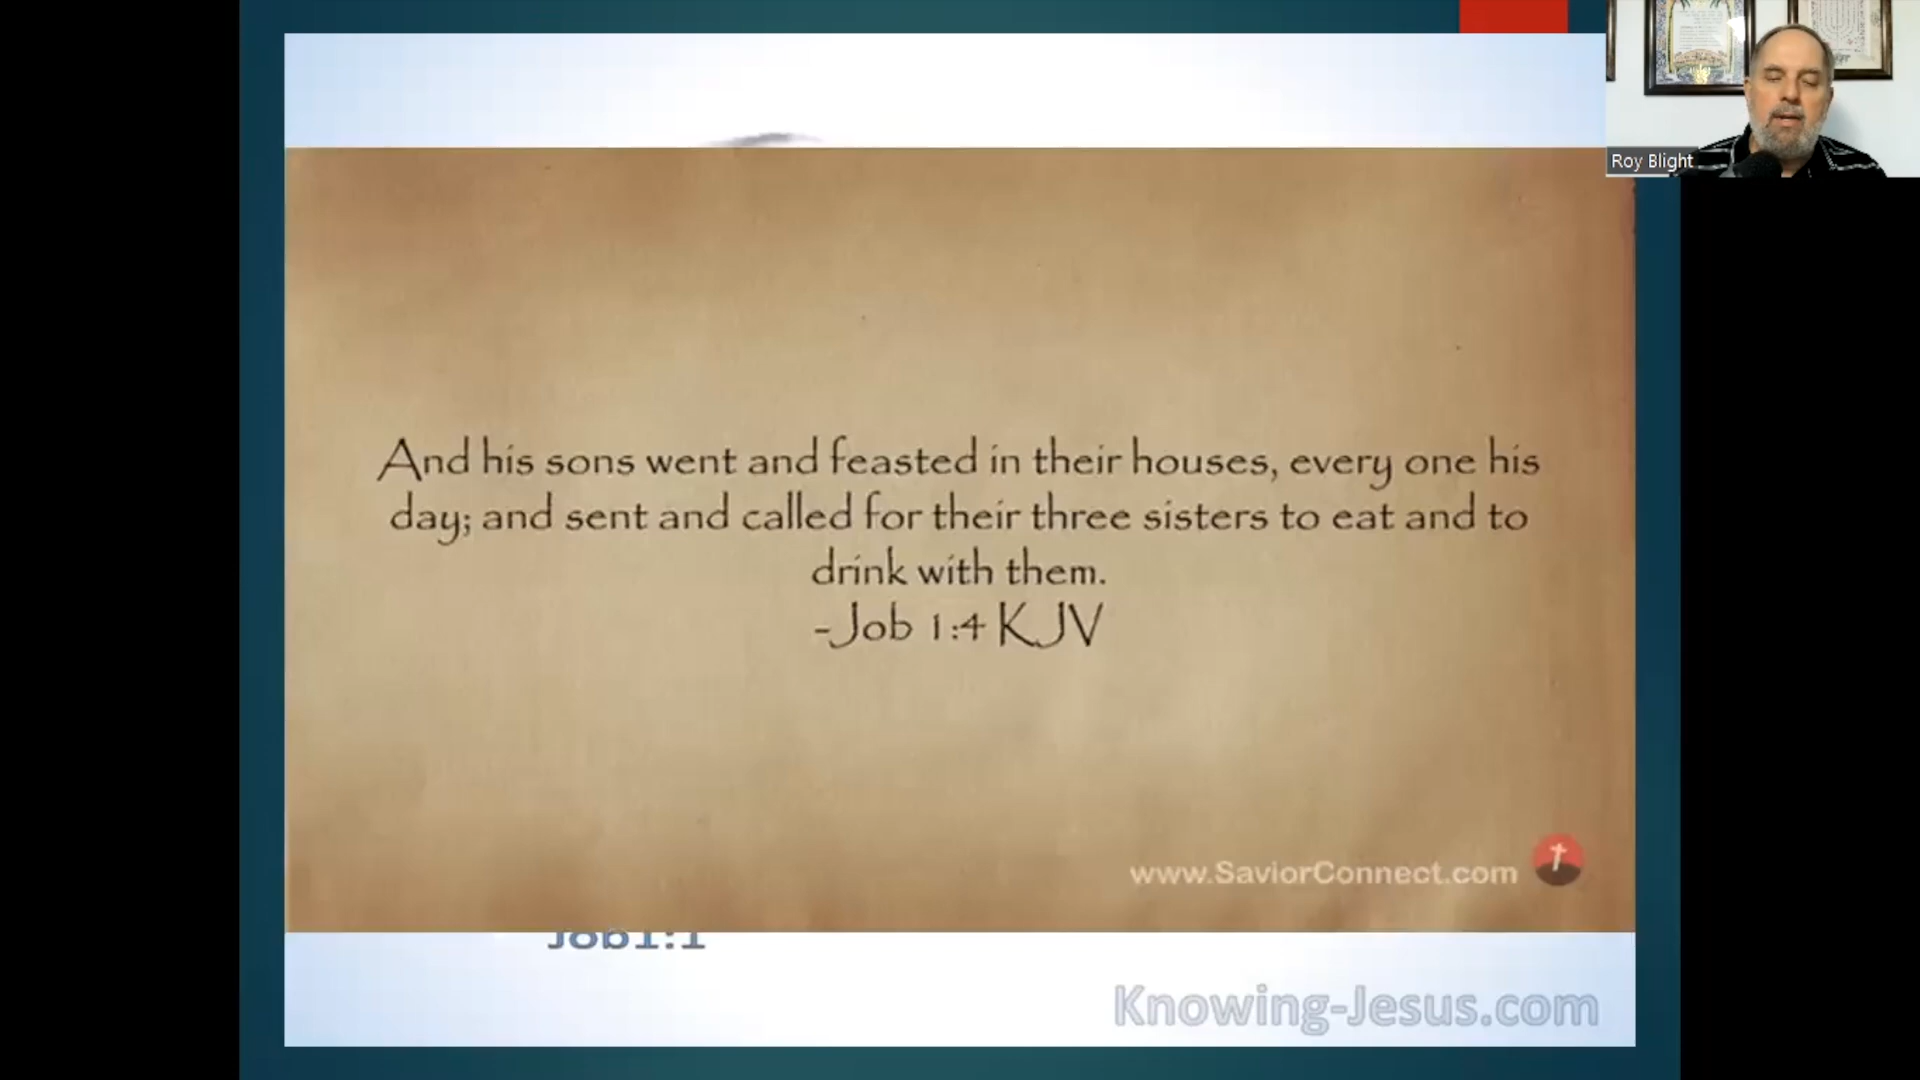 Roy Blight
And his sons went and feasted in their houses, every one his
day; and sent and called for their three sisters to eat and to
drink with them.
-Job 1:4 KJV
www.SaviorConnect.com
Job1:1
Knowing-Jesus.com